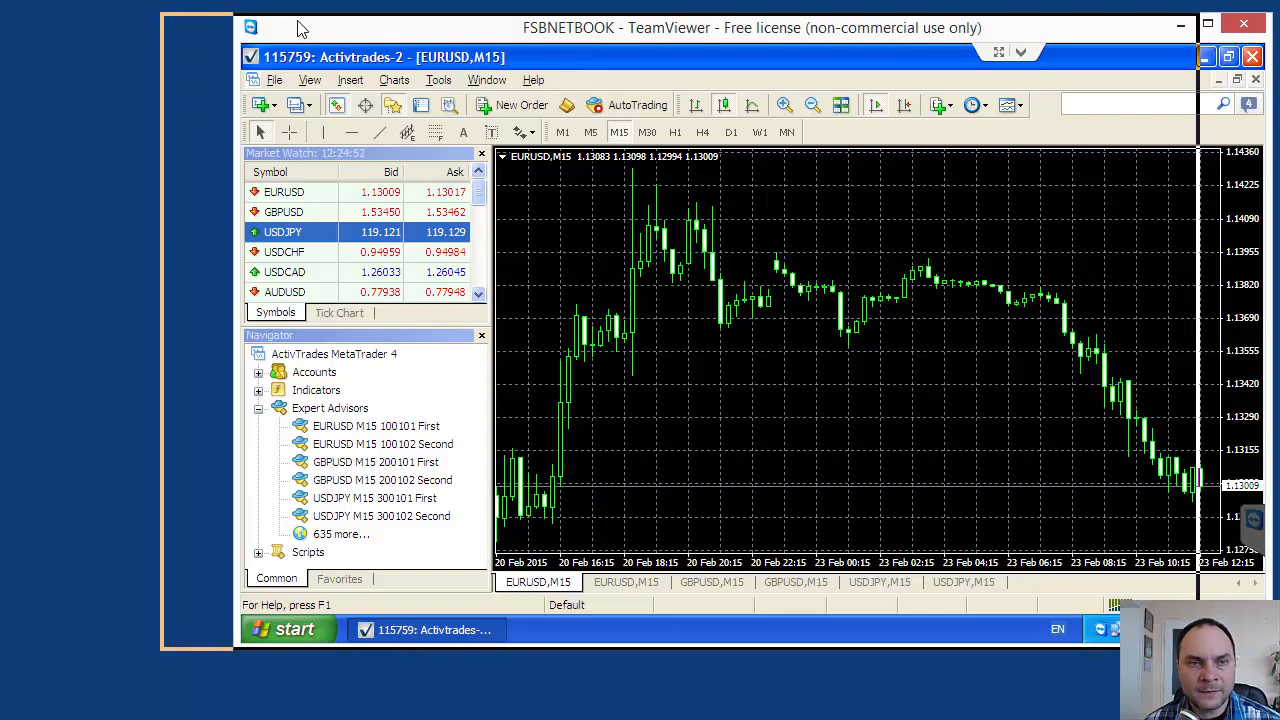 FSBNETBOOK - TeamViewer - Free license (non-commercial use only)
115759: Activtrades-2 - [EURUSD,M15]
File View Insert Charts Tools Window Help
New Order AutoTrading 4
A T M1 M5 M15 M30 H1 H4 D1 W1 MN
Market Watch: 12:24:52
Symbol Bid Ask
EURUSD 1.13009 1.13017
GBPUSD 1.53450 1.53462
USDJPY 119.121 119.129
USDCHF 0.94959 0.94984
USDCAD 1.26033 1.26045
AUDUSD 0.77938 0.77948
Symbols Tick Chart
Navigator
ActivTrades MetaTrader 4
Accounts
Indicators
Expert Advisors
EURUSD M15 100101 First
EURUSD M15 100102 Second
GBPUSD M15 200101 First
GBPUSD M15 200102 Second
USDJPY M15 300101 First
USDJPY M15 300102 Second
635 more...
Scripts
Common Favorites
EURUSD,M15 1.13083 1.13098 1.12994 1.13009
1.14360
1.14225
1.14090
1.13955
1.13820
1.13690
1.13555
1.13420
1.13290
1.13155
1.13009
20 Feb 2015 20 Feb 16:15 20 Feb 18:15 20 Feb 20:15 20 Feb 22:15 23 Feb 00:15 23 Feb 02:15 23 Feb 04:15 23 Feb 06:15 23 Feb 08:15 23 Feb 10:15 23 Feb 12:15
EURUSD,M15 EURUSD,M15 GBPUSD,M15 GBPUSD,M15 USDJPY,M15 USDJPY,M15
For Help, press F1 Default
start 115759: Activtrades-... EN